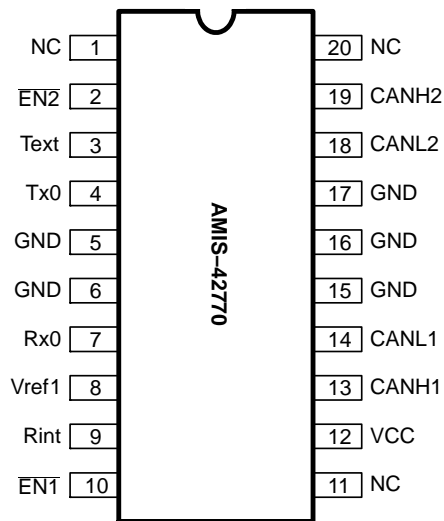 NC 1 20 NC
EN2 2 19 CANH2
Text 3 18 CANL2
Tx0 4 17 GND
GND 5 16 GND
GND 6 15 GND
Rx0 7 14 CANL1
Vref1 8 13 CANH1
Rint 9 12 VCC
EN1 10 11 NC
AMIS–42770